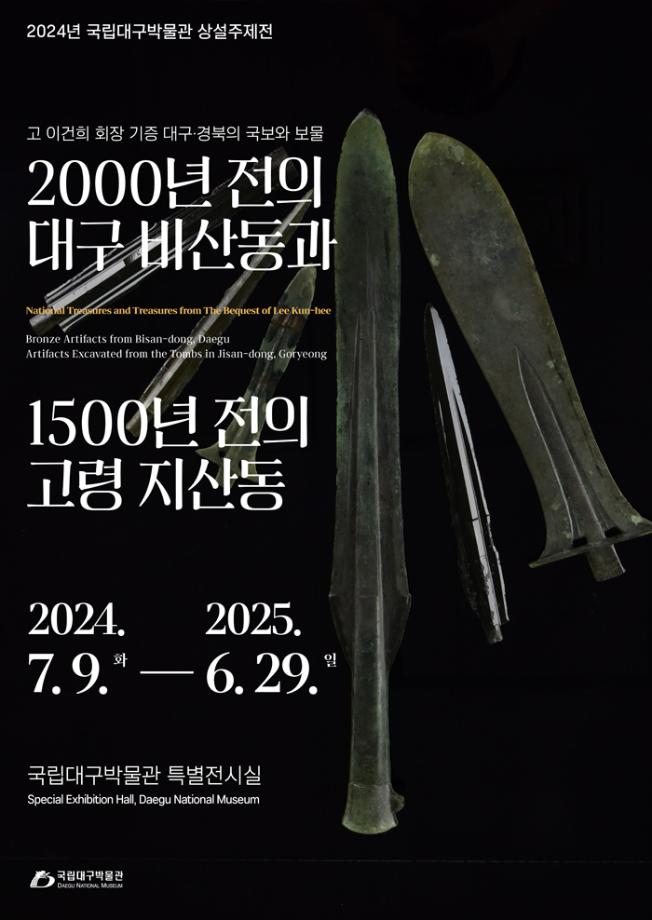 2024년 국립대구박물관 상설주제전
고 이건희 회장 기증 대구·경북의 국보와 보물
2000년 전의
대구 비산동과
National Treasures and Treasures from The Bequest of Lee Kun-hee
Bronze Artifacts from Bisan-dong, Daegu
Artifacts Excavated from the Tombs in Jisan-dong, Goryeong
1500년 전의
고령 지산동
2024. 2025.
7. 9. 화 — 6. 29. 일
국립대구박물관 특별전시실
Special Exhibition Hall, Daegu National Museum
국립대구박물관
DAEGU NATIONAL MUSEUM